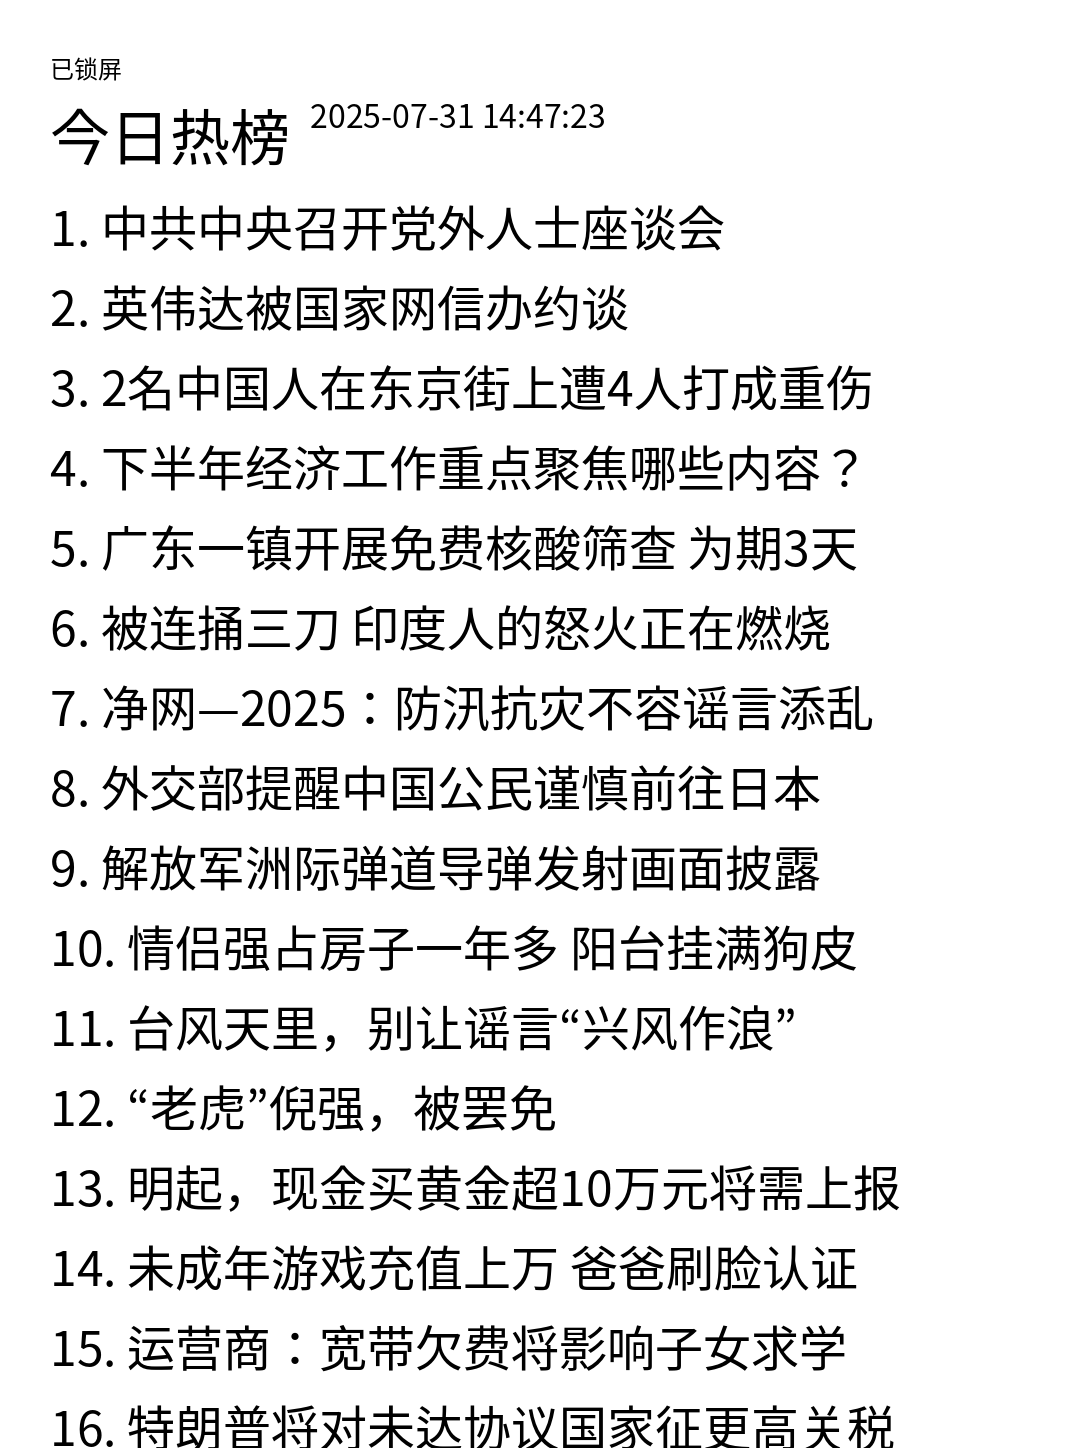 已锁屏
今日热榜 2025-07-31 14:47:23
1. 中共中央召开党外人士座谈会
2. 英伟达被国家网信办约谈
3. 2名中国人在东京街上遭4人打成重伤
4. 下半年经济工作重点聚焦哪些内容？
5. 广东一镇开展免费核酸筛查 为期3天
6. 被连捅三刀 印度人的怒火正在燃烧
7. 净网—2025：防汛抗灾不容谣言添乱
8. 外交部提醒中国公民谨慎前往日本
9. 解放军洲际弹道导弹发射画面披露
10. 情侣强占房子一年多 阳台挂满狗皮
11. 台风天里，别让谣言“兴风作浪”
12. “老虎”倪强，被罢免
13. 明起，现金买黄金超10万元将需上报
14. 未成年游戏充值上万 爸爸刷脸认证
15. 运营商：宽带欠费将影响子女求学
16. 特朗普将对未达协议国家征更高关税